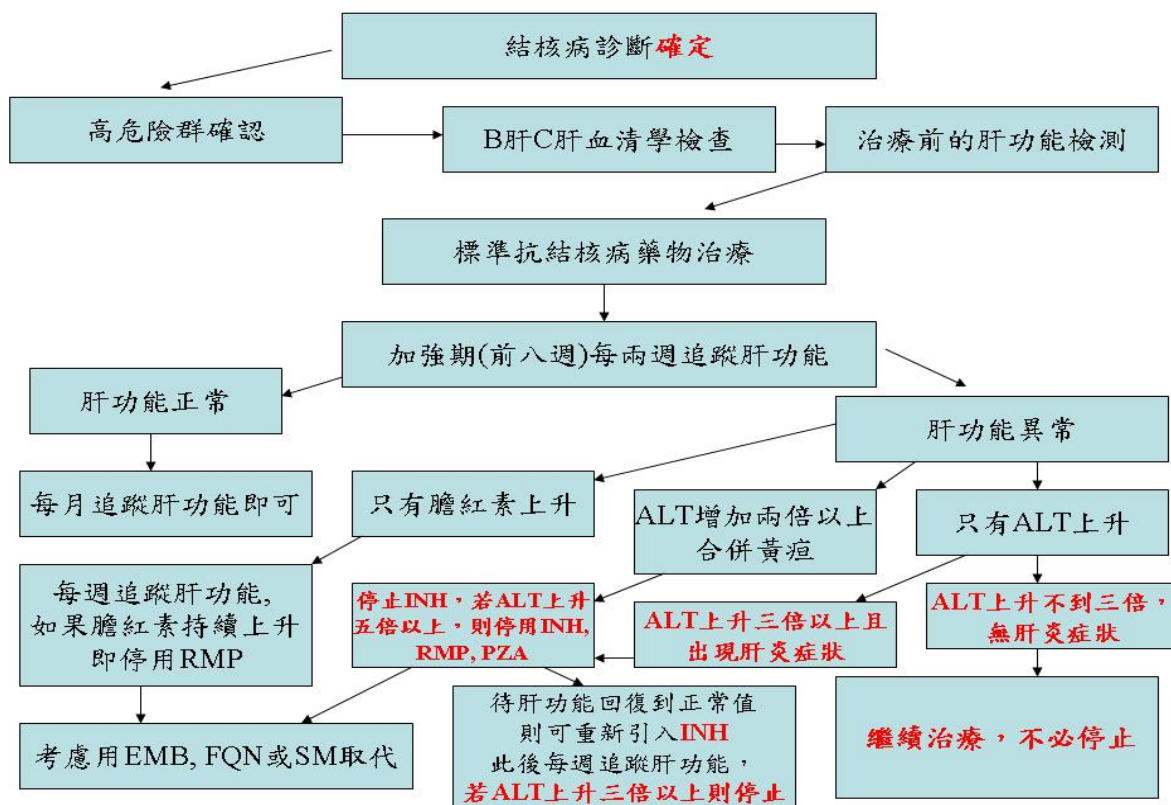 結核病診斷確定
高危險群確認
B肝C肝血清學檢查
治療前的肝功能檢測
標準抗結核病藥物治療
加強期(前八週)每兩週追蹤肝功能
肝功能正常
肝功能異常
每月追蹤肝功能即可
只有膽紅素上升
ALT增加兩倍以上
合併黃疸
只有ALT上升
每週追蹤肝功能,
如果膽紅素持續上升
即停用RMP
停止INH，若ALT上升
五倍以上，則停用INH,
RMP, PZA
ALT上升三倍以上且
出現肝炎症狀
ALT上升不到三倍，
無肝炎症狀
考慮用EMB, FQN或SM取代
待肝功能回復到正常值
則可重新引入INH
此後每週追蹤肝功能，
若ALT上升三倍以上則停止
繼續治療，不必停止